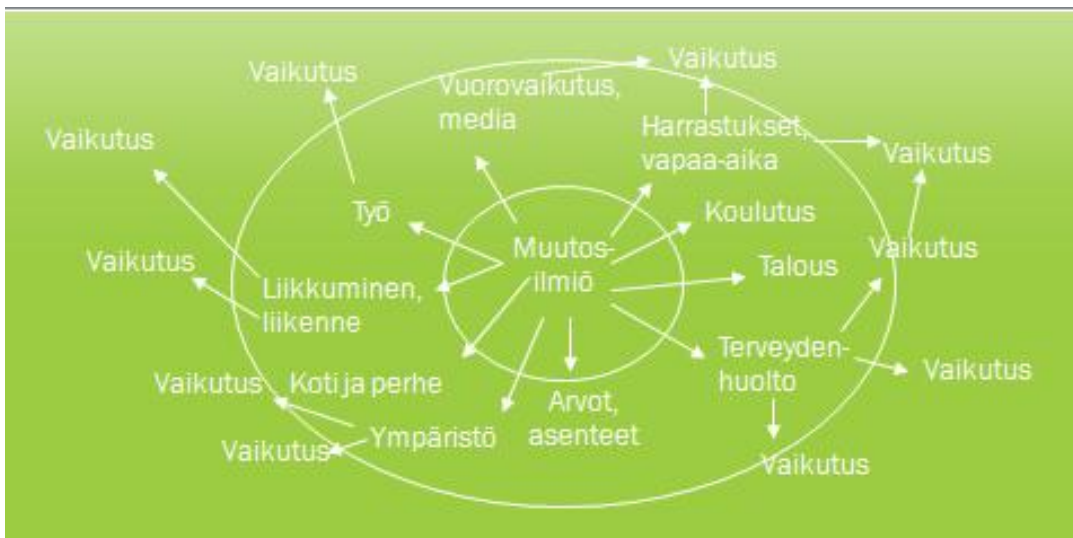 Vaikutus
Vaikutus
Vuorovaikutus,
media
Harrastukset,
vapaa-aika
Vaikutus
Vaikutus
Työ
Koulutus
Muutos-
ilmiö
Vaikutus
Vaikutus
Talous
Liikkuminen,
liikenne
Terveyden-
huolto
Vaikutus
Vaikutus
Koti ja perhe
Arvot,
asenteet
Ympäristö
Vaikutus
Vaikutus